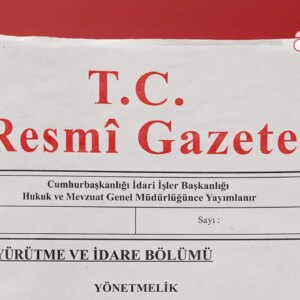 T.C.
Resmî Gazete
Cumhurbaşkanlığı İdari İşler Başkanlığı
Hukuk ve Mevzuat Genel Müdürlüğünce Yayımlanır
Sayı :
YÜRÜTME VE İDARE BÖLÜMÜ
YÖNETMELİK